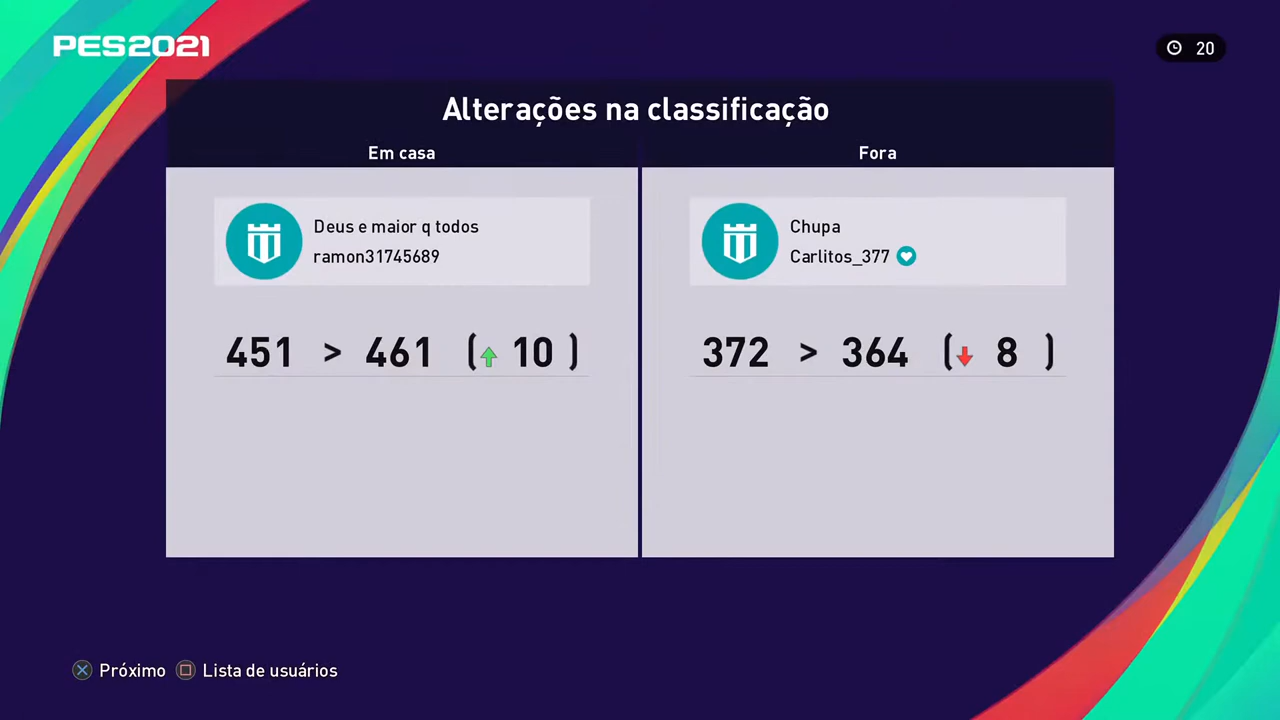 PES2021
20
Alterações na classificação
Em casa
Fora
Deus e maior q todos
ramon31745689
Chupa
Carlitos_377
451 > 461 ( 10 )
372 > 364 ( 8 )
Próximo
Lista de usuários